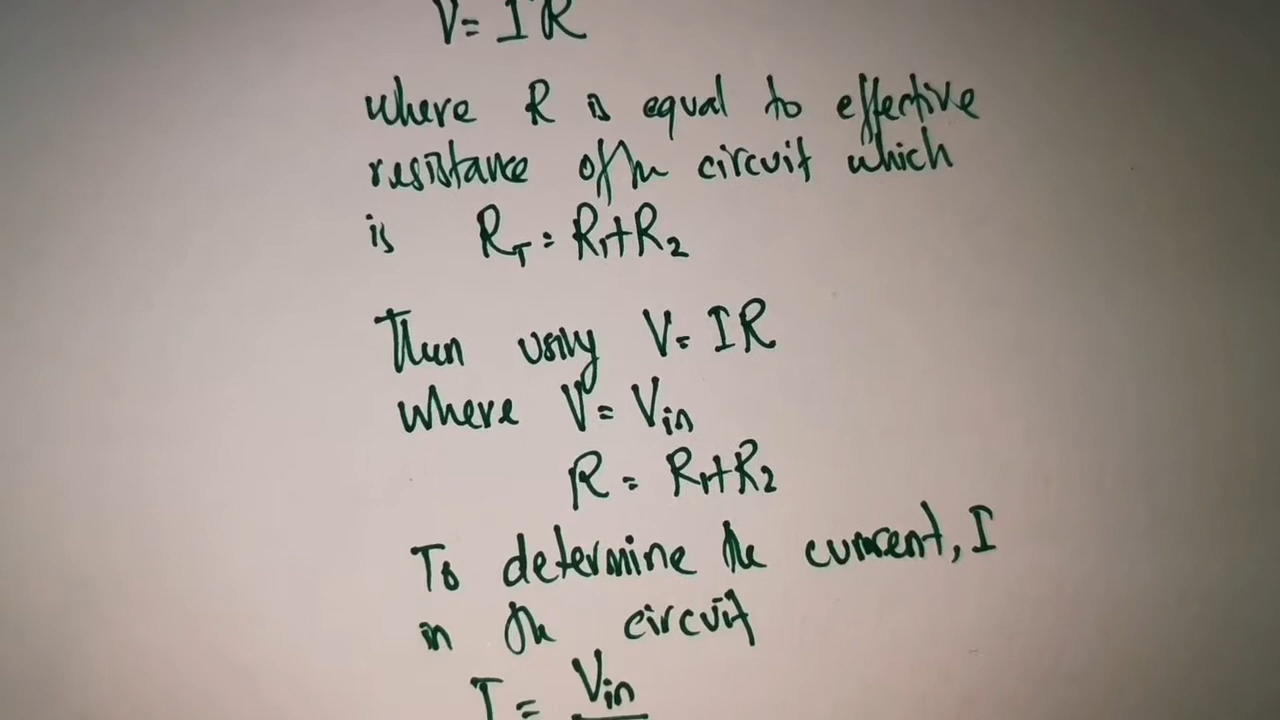 V = IR
where R is equal to effective
resistance of the circuit which
is R_T = R1+R2
Then using V = IR
where V = Vin
R = R1+R2
To determine the current, I
in the circuit
I = Vin